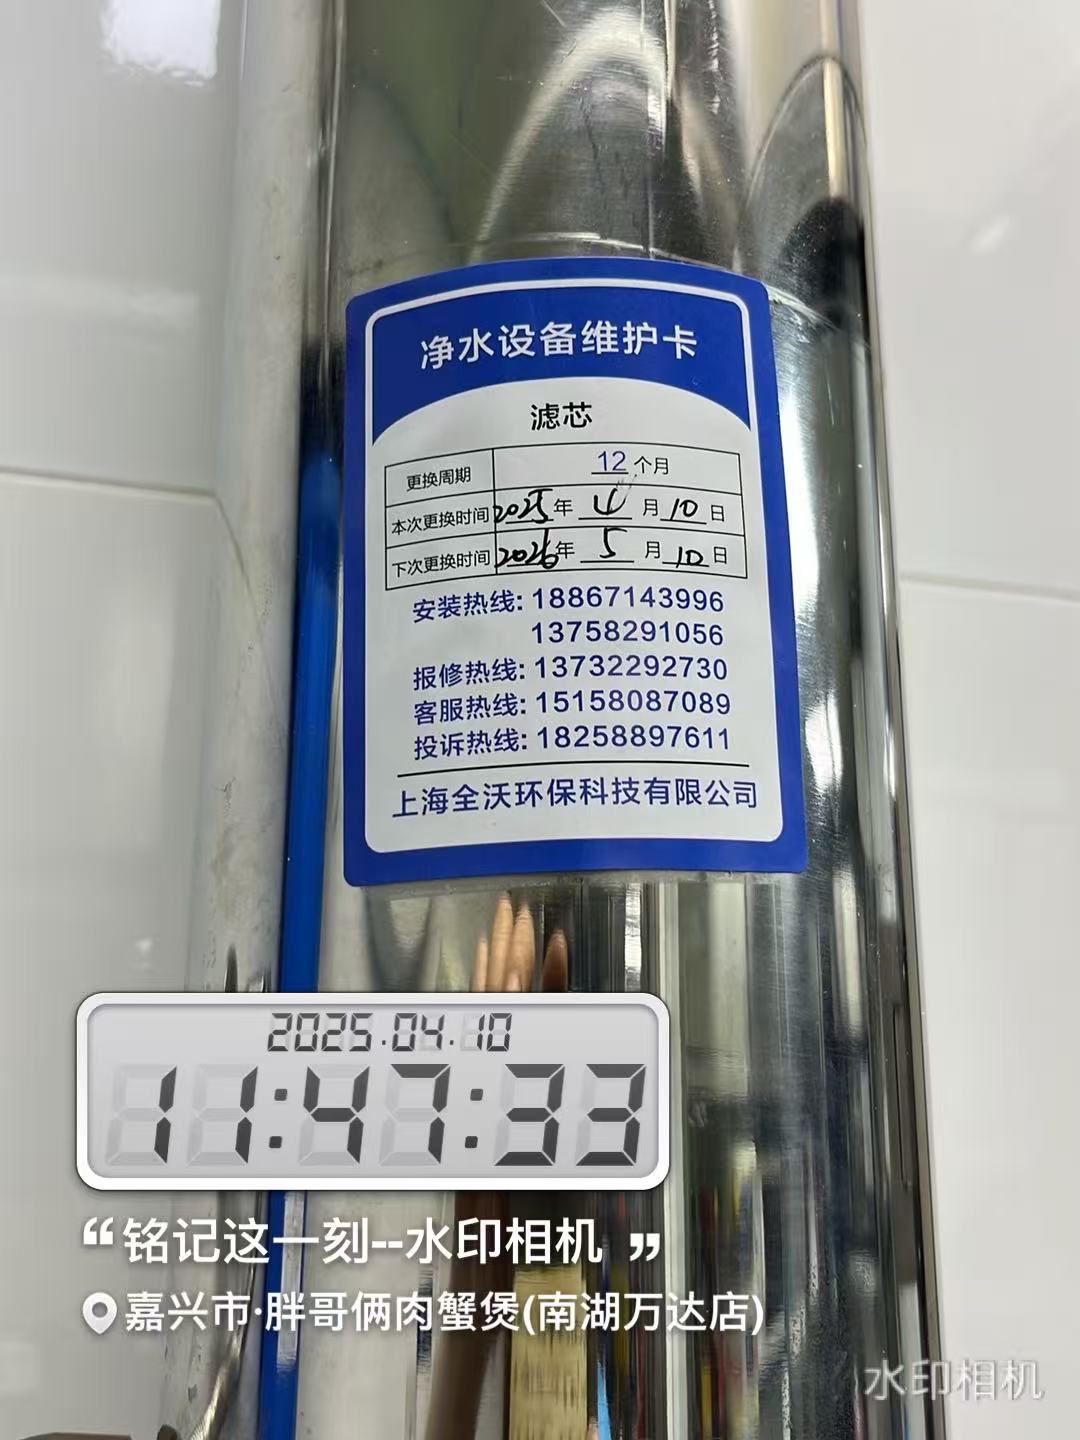 净水设备维护卡
滤芯
更换周期 12 个月
本次更换时间 2025 年 4 月 10 日
下次更换时间 2026 年 5 月 10 日
安装热线: 18867143996
13758291056
报修热线: 13732292730
客服热线: 15158087089
投诉热线: 18258897611
上海全沃环保科技有限公司
2025.04.10
11:47:33
“铭记这一刻--水印相机 ”
嘉兴市·胖哥俩肉蟹煲(南湖万达店)
水印相机